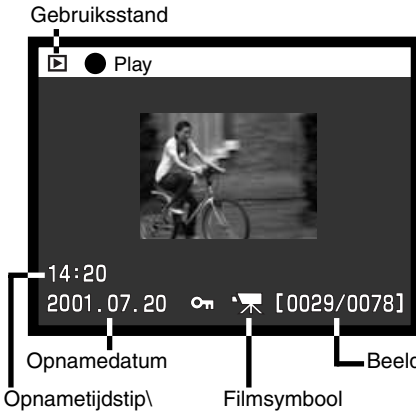 Gebruiksstand
Play
14:20
2001.07.20 [0029/0078]
Opnamedatum Beeld
Opnametijdstip\ Filmsymbool